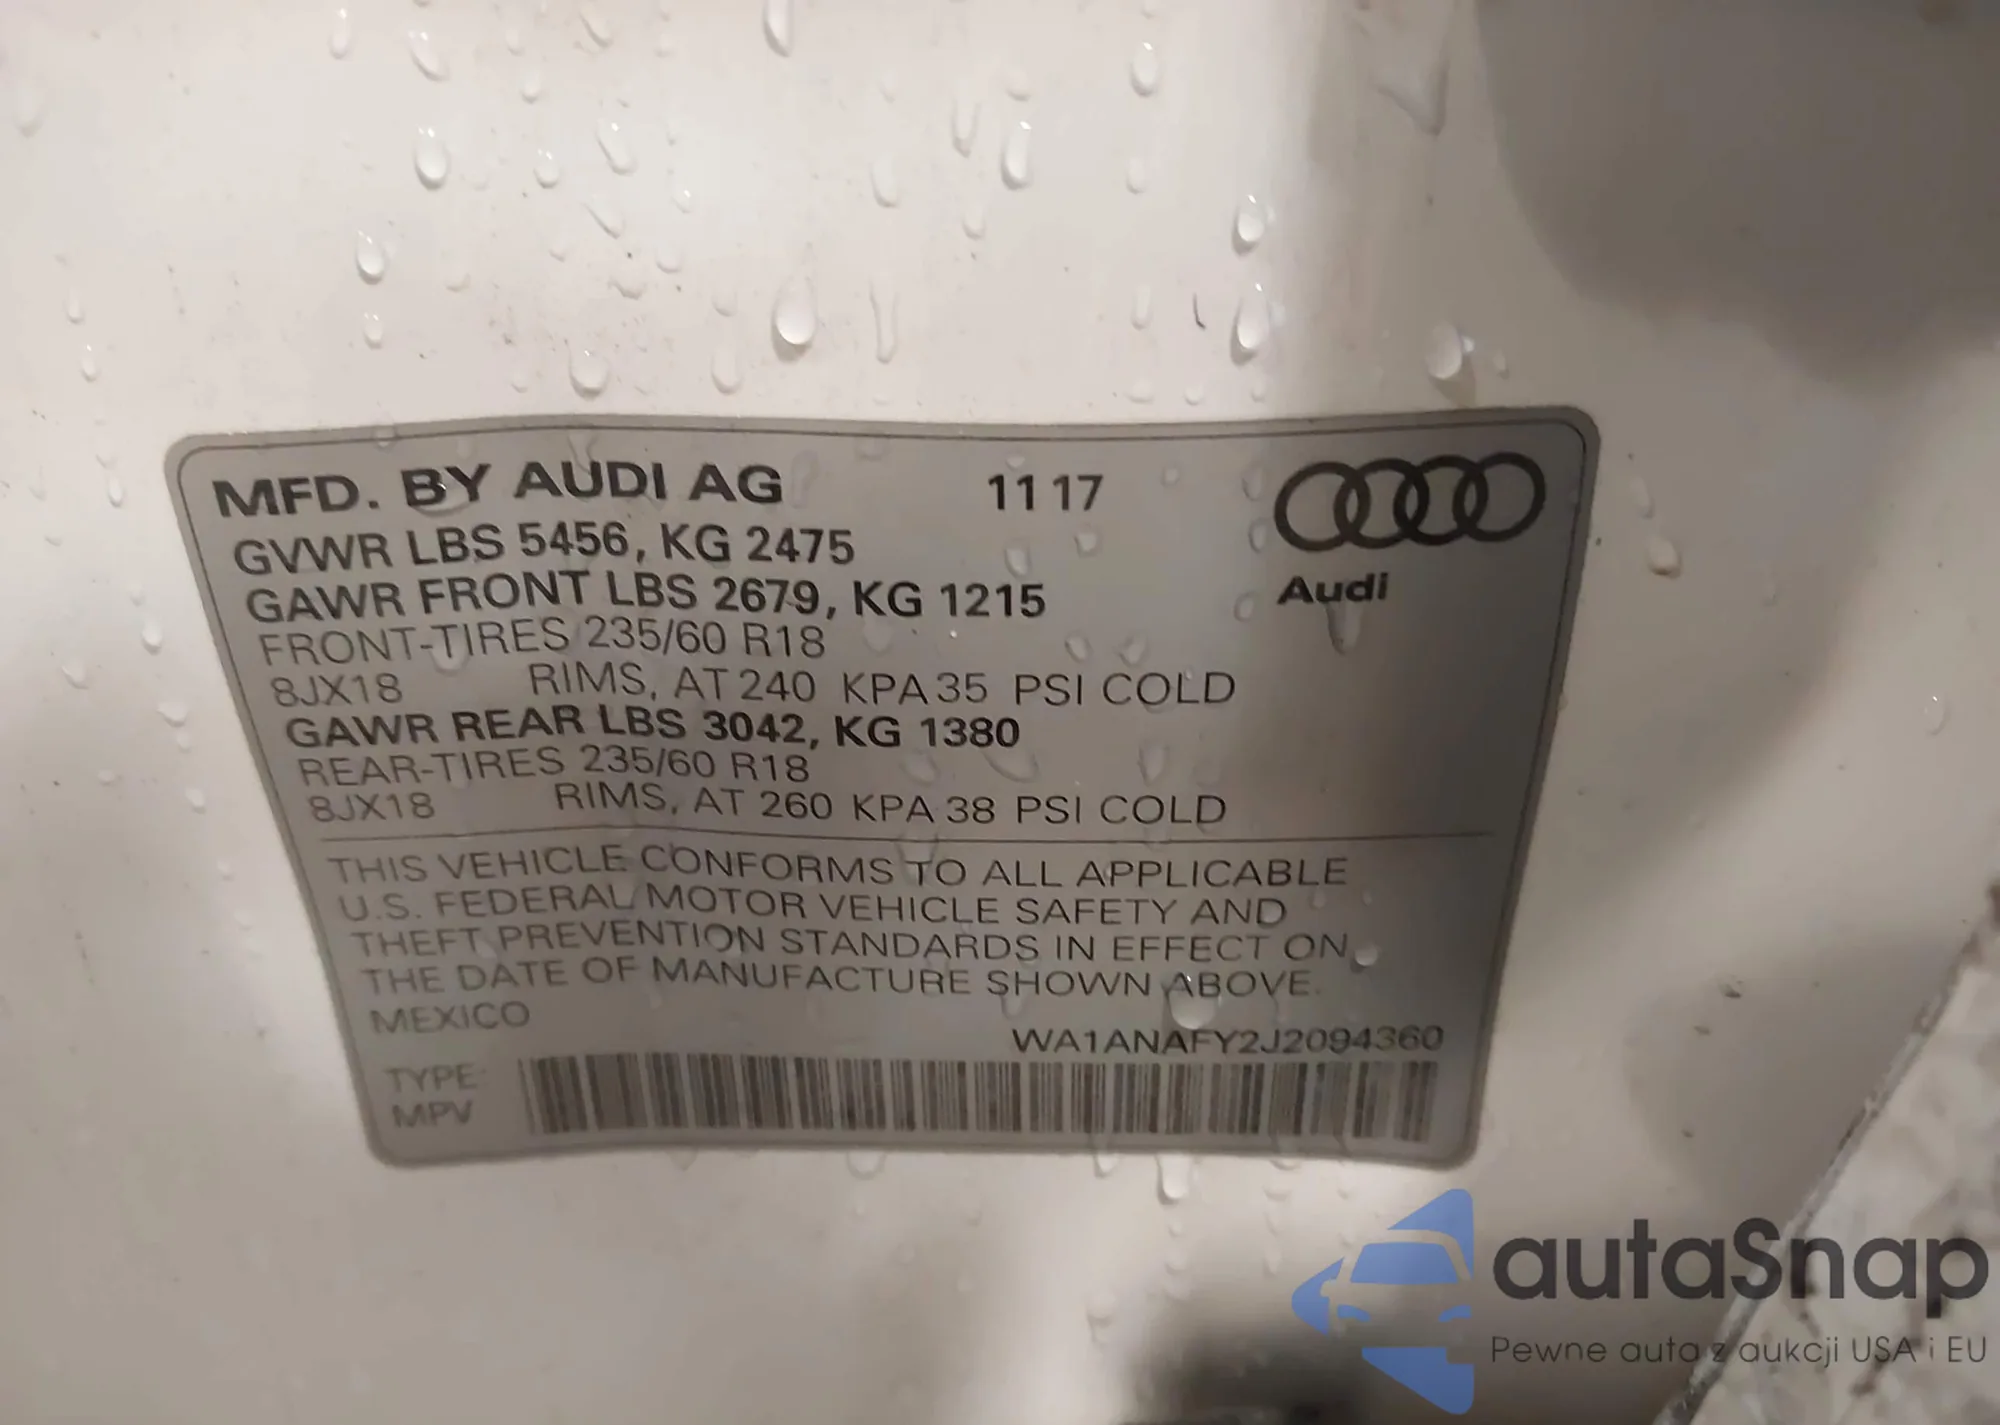 MFD. BY AUDI AG 11 17
Audi
GVWR LBS 5456, KG 2475
GAWR FRONT LBS 2679, KG 1215
FRONT-TIRES 235/60 R18
8JX18 RIMS, AT 240 KPA 35 PSI COLD
GAWR REAR LBS 3042, KG 1380
REAR-TIRES 235/60 R18
8JX18 RIMS, AT 260 KPA 38 PSI COLD
THIS VEHICLE CONFORMS TO ALL APPLICABLE
U.S. FEDERAL MOTOR VEHICLE SAFETY AND
THEFT PREVENTION STANDARDS IN EFFECT ON
THE DATE OF MANUFACTURE SHOWN ABOVE.
MEXICO
WA1ANAFY2J2094360
TYPE:
MPV
autaSnap
Pewne auta z aukcji USA i EU